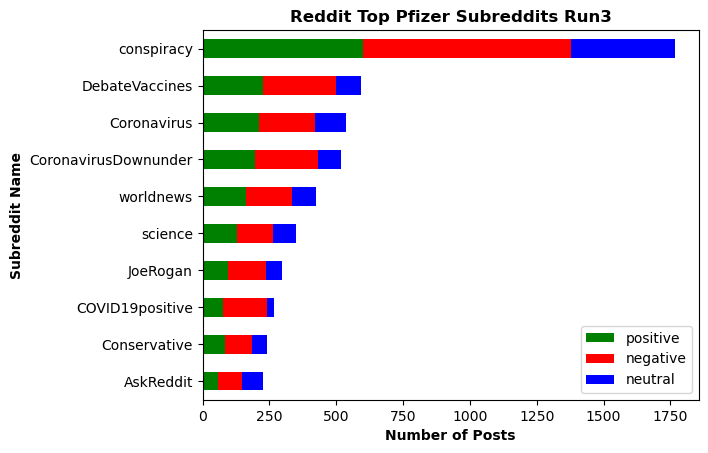 Reddit Top Pfizer Subreddits Run3
Subreddit Name
conspiracy
DebateVaccines
Coronavirus
CoronavirusDownunder
worldnews
science
JoeRogan
COVID19positive
Conservative
AskReddit
positive
negative
neutral
0 250 500 750 1000 1250 1500 1750
Number of Posts